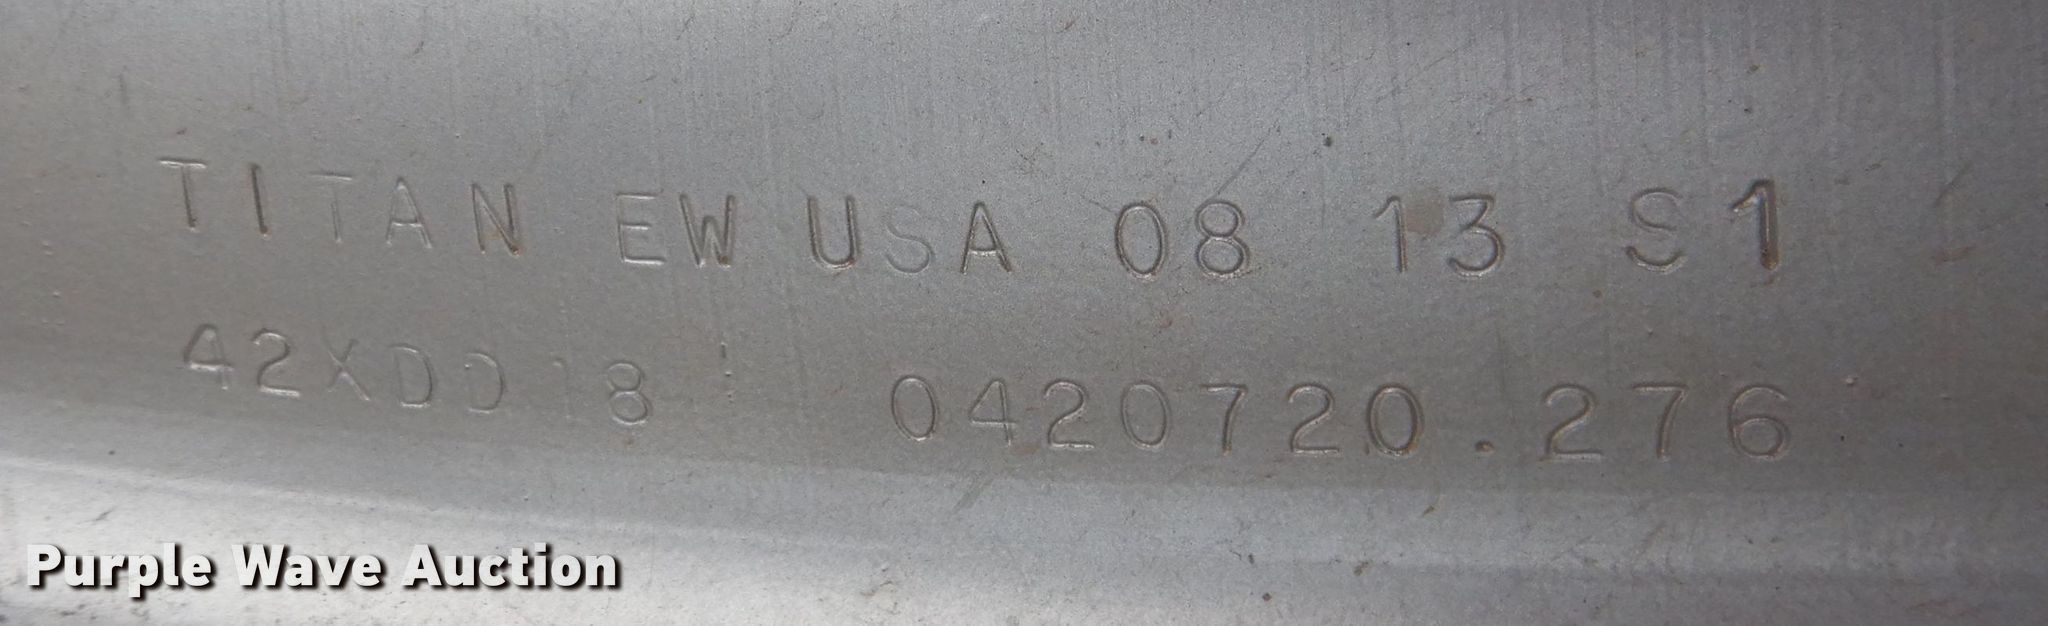 TITAN EW USA 08 13 S1
42XDD18 0420720.276
Purple Wave Auction